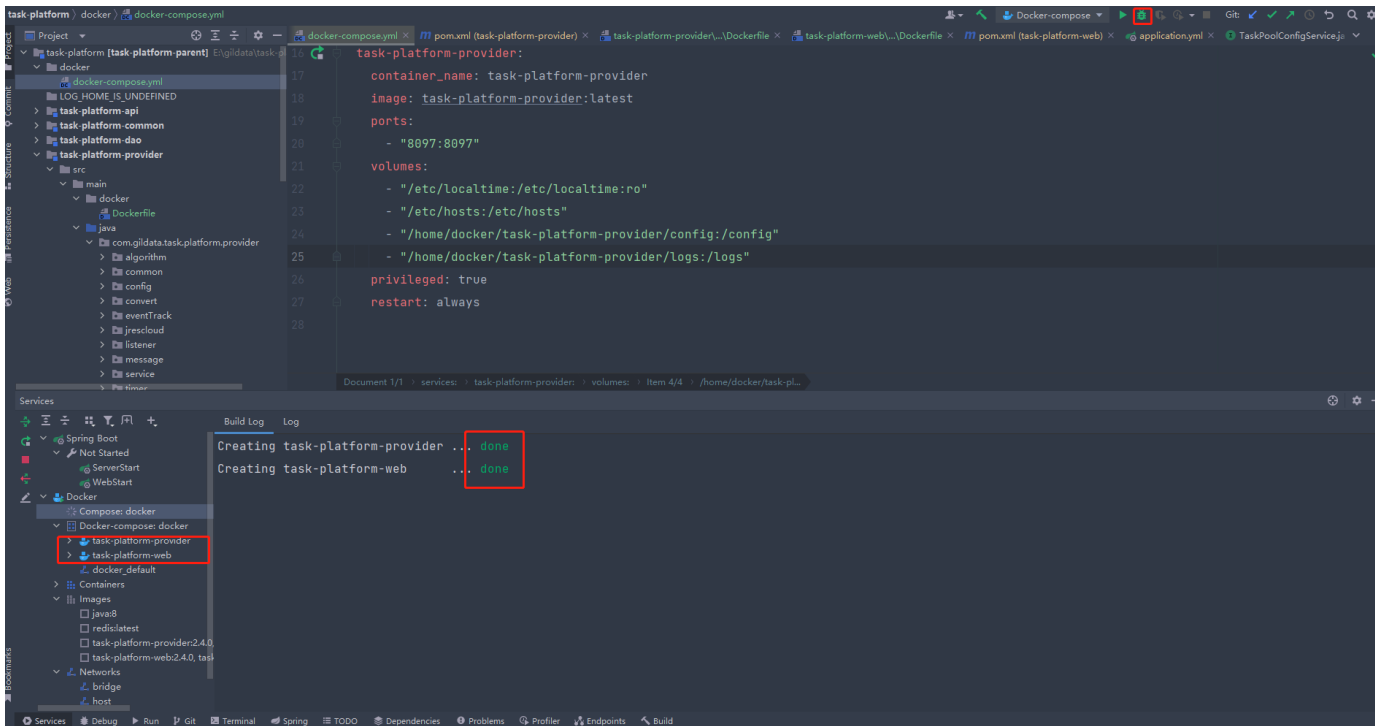 task-platform › docker › docker-compose.yml
Docker-compose
Git:
Project
docker-compose.yml ×
pom.xml (task-platform-provider) ×
task-platform-provider\...\Dockerfile ×
task-platform-web\...\Dockerfile ×
pom.xml (task-platform-web) ×
application.yml ×
TaskPoolConfigService.ja
Project
Commit
Structure
Persistence
Web
Bookmarks
task-platform [task-platform-parent] E:\gildata\task-pl
docker
docker-compose.yml
LOG_HOME_IS_UNDEFINED
task-platform-api
task-platform-common
task-platform-dao
task-platform-provider
src
main
docker
Dockerfile
java
com.gildata.task.platform.provider
algorithm
common
config
convert
eventTrack
jrescloud
listener
message
service
timer
16 task-platform-provider:
17 container_name: task-platform-provider
18 image: task-platform-provider:latest
19 ports:
20 - "8097:8097"
21 volumes:
22 - "/etc/localtime:/etc/localtime:ro"
23 - "/etc/hosts:/etc/hosts"
24 - "/home/docker/task-platform-provider/config:/config"
25 - "/home/docker/task-platform-provider/logs:/logs"
26 privileged: true
27 restart: always
28
Document 1/1 › services: › task-platform-provider: › volumes: › Item 4/4 › /home/docker/task-pl...
Services
Build Log Log
Spring Boot
Not Started
ServerStart
WebStart
Docker
Compose: docker
Docker-compose: docker
task-platform-provider
task-platform-web
docker_default
Containers
Images
java:8
redis:latest
task-platform-provider:2.4.0,
task-platform-web:2.4.0, task
Networks
bridge
host
Creating task-platform-provider ... done
Creating task-platform-web ... done
Services Debug Run Git Terminal Spring TODO Dependencies Problems Profiler Endpoints Build